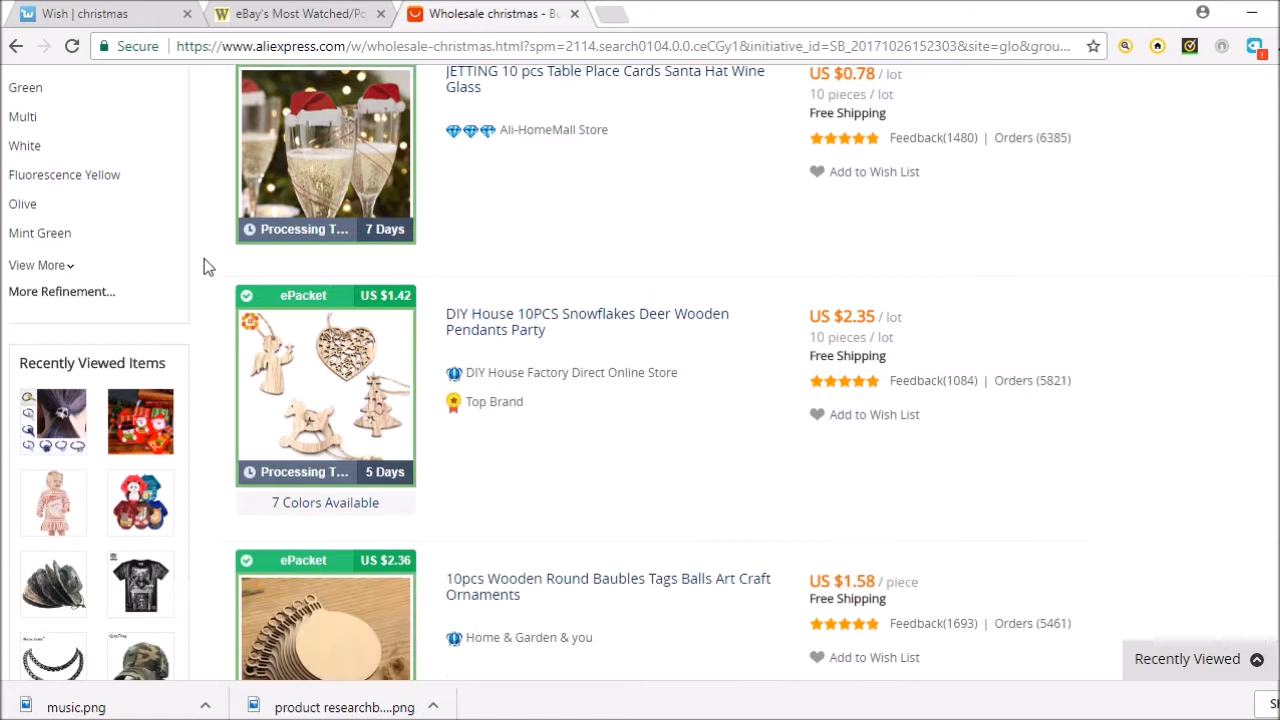 Wish | christmas
eBay's Most Watched/Po
Wholesale christmas - Bu
Secure
https://www.aliexpress.com/w/wholesale-christmas.html?spm=2114.search0104.0.0.ceCGy1&initiative_id=SB_20171026152303&site=glo&grou...
Green
Multi
White
Fluorescence Yellow
Olive
Mint Green
View More
More Refinement...
Recently Viewed Items
Processing T... 7 Days
JETTING 10 pcs Table Place Cards Santa Hat Wine
Glass
Ali-HomeMall Store
US $0.78 / lot
10 pieces / lot
Free Shipping
Feedback(1480) | Orders (6385)
Add to Wish List
ePacket US $1.42
Processing T... 5 Days
7 Colors Available
DIY House 10PCS Snowflakes Deer Wooden
Pendants Party
DIY House Factory Direct Online Store
Top Brand
US $2.35 / lot
10 pieces / lot
Free Shipping
Feedback(1084) | Orders (5821)
Add to Wish List
ePacket US $2.36
10pcs Wooden Round Baubles Tags Balls Art Craft
Ornaments
Home & Garden & you
US $1.58 / piece
Free Shipping
Feedback(1693) | Orders (5461)
Add to Wish List
Recently Viewed
music.png
product researchb....png